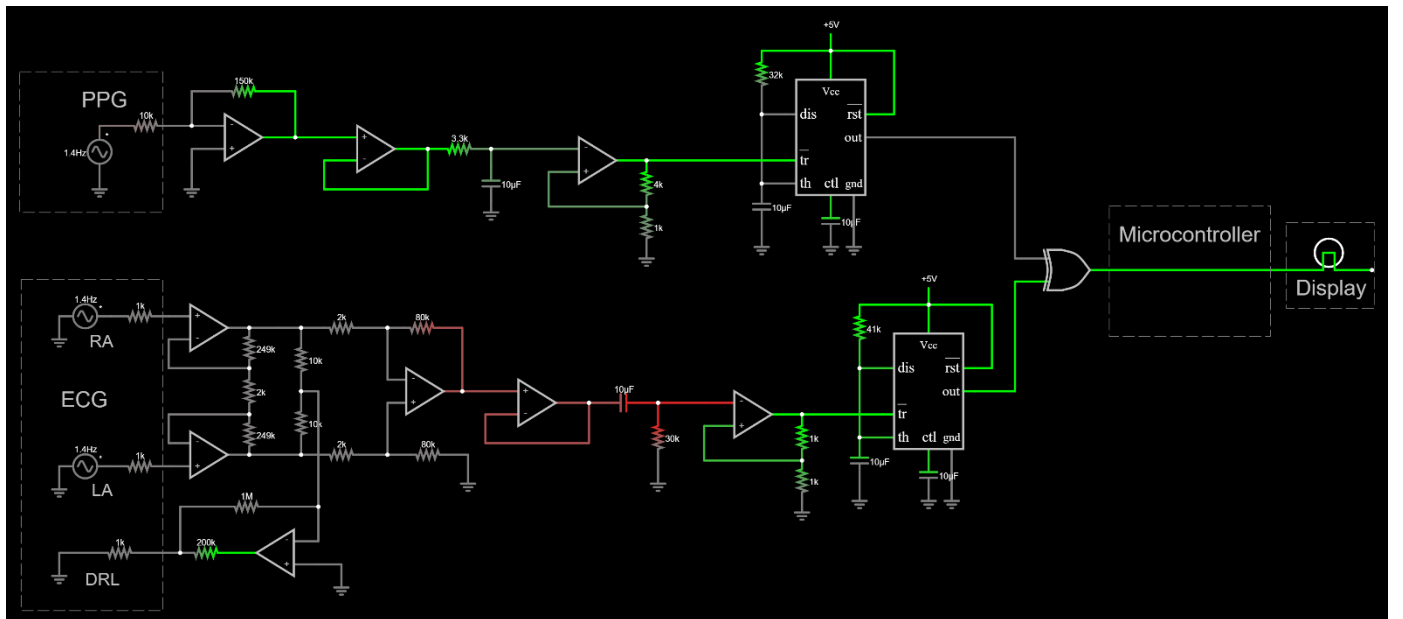 +5V
PPG
150k
10k
1.4Hz
-
+
+
-
3.3k
10μF
-
+
4k
1k
32k
Vcc
dis
rst
out
tr
th
ctl
gnd
10μF
10μF
Microcontroller
Display
ECG
1.4Hz
1k
RA
+
-
249k
2k
249k
-
+
1.4Hz
1k
LA
10k
10k
2k
80k
-
+
2k
80k
+
-
10μF
30k
-
+
1k
1k
+5V
41k
Vcc
dis
rst
out
tr
th
ctl
gnd
10μF
10μF
1M
200k
-
+
1k
DRL